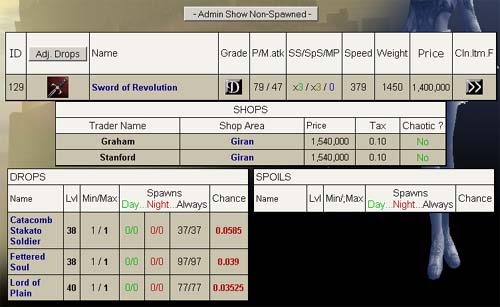 - Admin Show Non-Spawned -
ID Adj. Drops Name Grade P/M.atk SS/SpS/MP Speed Weight Price Cln.Itm.F
129 Sword of Revolution D 79 / 47 x3 / x3 / 0 379 1450 1,400,000
SHOPS
Trader Name Shop Area Price Tax Chaotic ?
Graham Giran 1,540,000 0.10 No
Stanford Giran 1,540,000 0.10 No
DROPS
Name Lvl Min/Max Spawns Chance
Day...Night...Always
Catacomb Stakato Soldier 38 1 / 1 0/0 0/0 37/37 0.0585
Fettered Soul 38 1 / 1 0/0 0/0 97/97 0.039
Lord of Plain 40 1 / 1 0/0 0/0 77/77 0.03525
SPOILS
Name Lvl Min/,Max Spawns Chance
Day...Night...Always